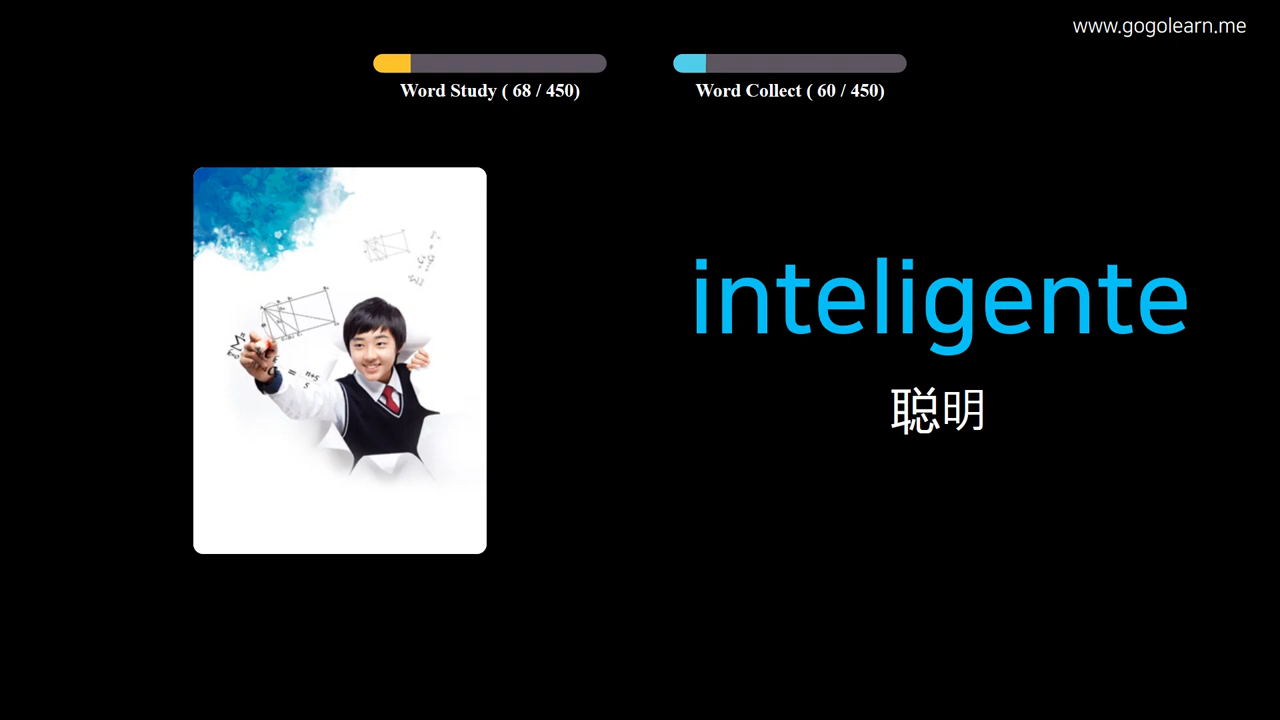 www.gogolearn.me
Word Study ( 68 / 450)
Word Collect ( 60 / 450)
inteligente
聪明